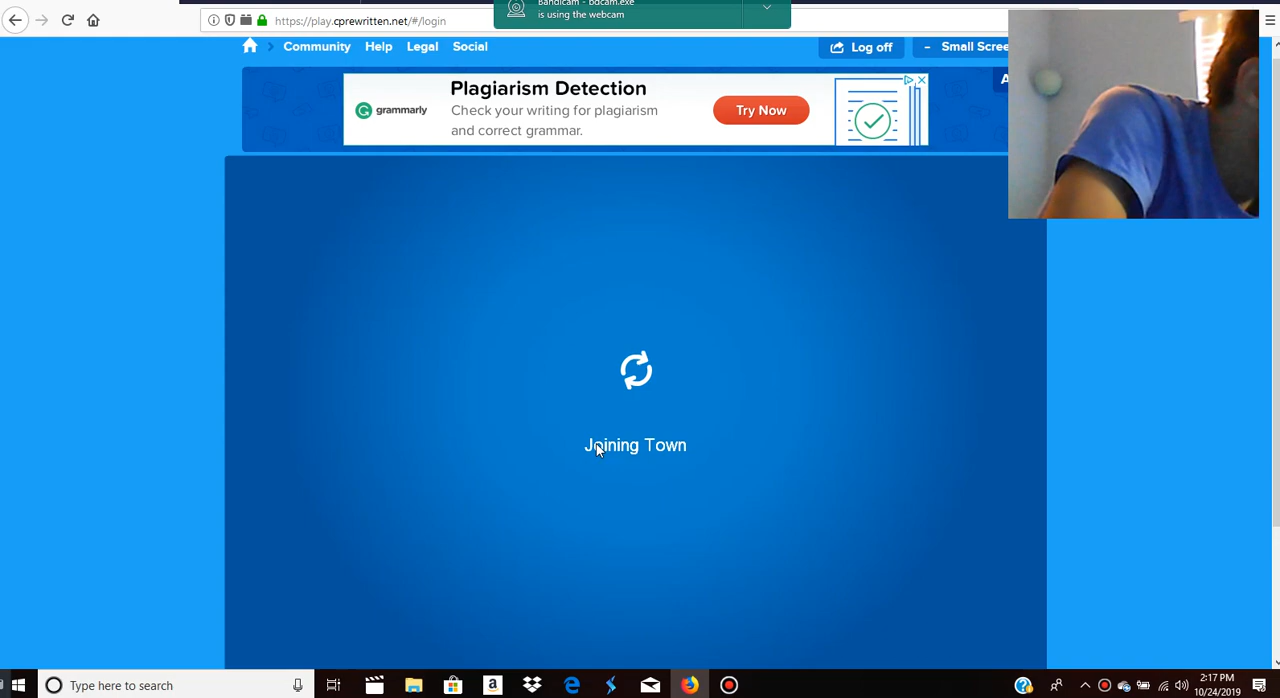 Bandicam - bdcam.exe
is using the webcam
https://play.cprewritten.net/#/login
Community Help Legal Social
Log off
- Small Scree
Plagiarism Detection
grammarly
Check your writing for plagiarism
and correct grammar.
Try Now
A
Joining Town
Type here to search
2:17 PM
10/24/2019